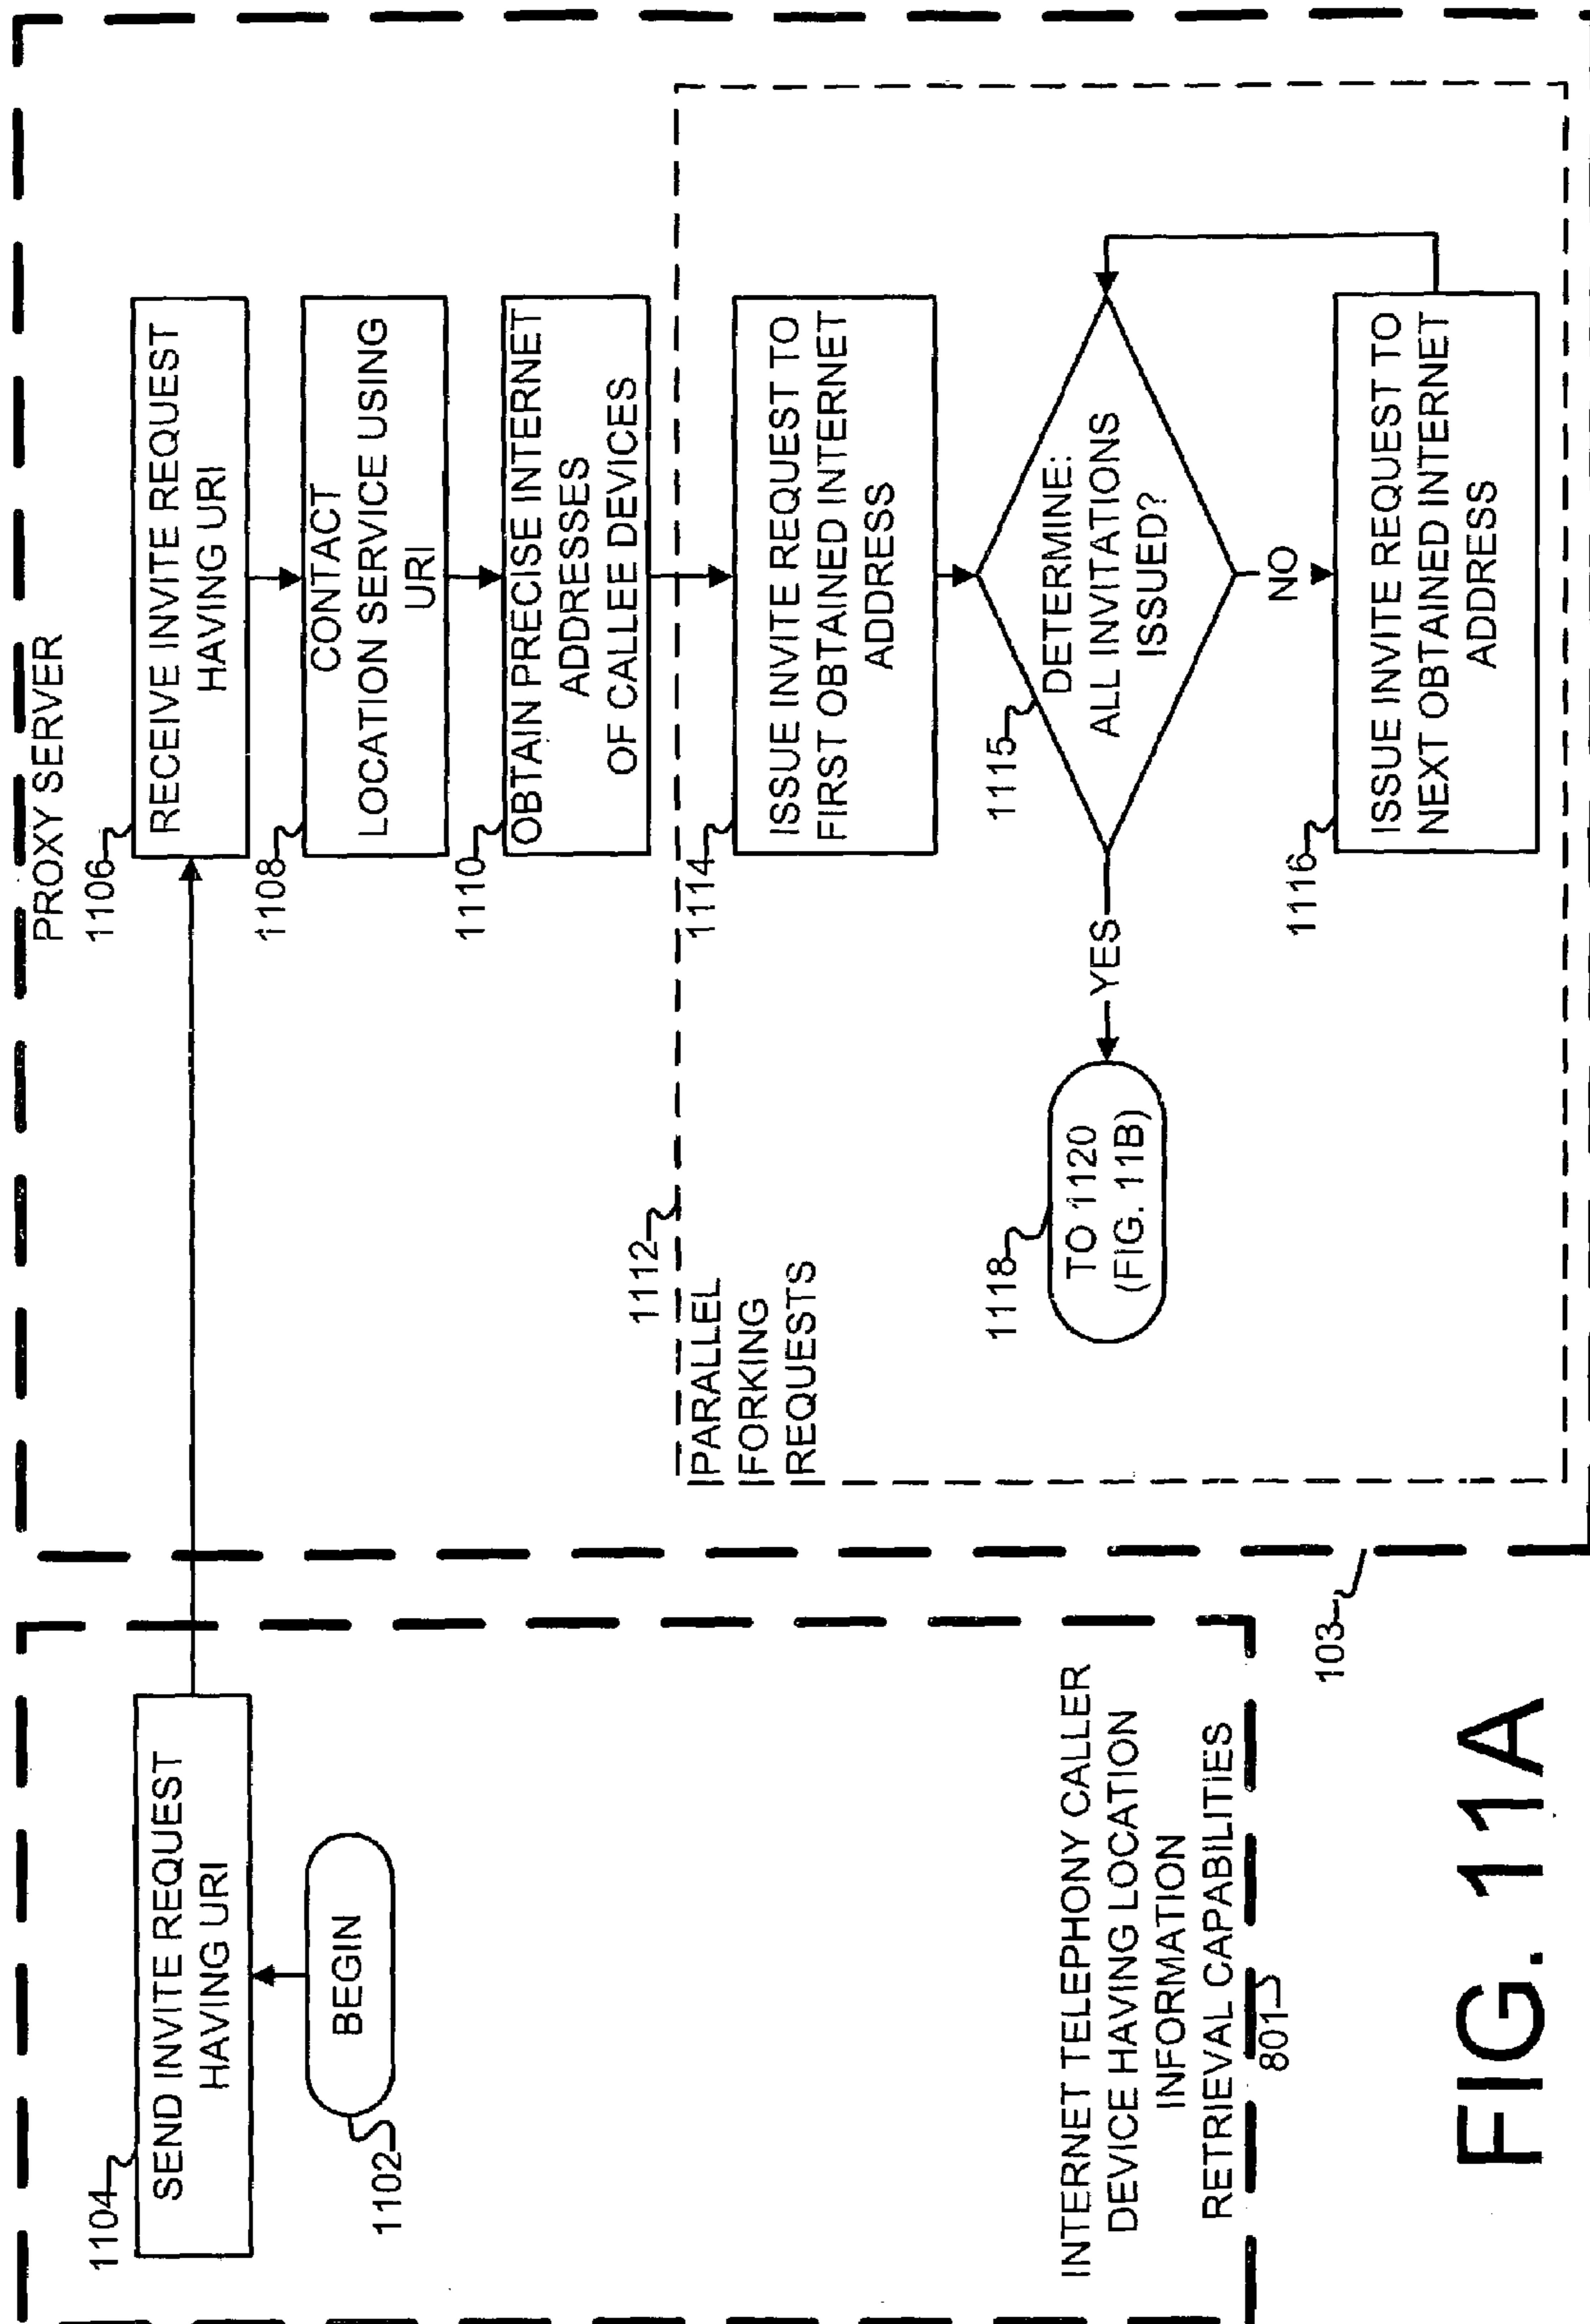 PROXY SERVER
1104
SEND INVITE REQUEST
HAVING URI
1102
BEGIN
INTERNET TELEPHONY CALLER
DEVICE HAVING LOCATION
INFORMATION
RETRIEVAL CAPABILITIES
801
103
1106
RECEIVE INVITE REQUEST
HAVING URI
1108
CONTACT
LOCATION SERVICE USING
URI
1110
OBTAIN PRECISE INTERNET
ADDRESSES
OF CALLEE DEVICES
1112
PARALLEL
FORKING
REQUESTS
1114
ISSUE INVITE REQUEST TO
FIRST OBTAINED INTERNET
ADDRESS
1115
DETERMINE:
ALL INVITATIONS
ISSUED?
YES
NO
1118
TO 1120
(FIG. 11B)
1116
ISSUE INVITE REQUEST TO
NEXT OBTAINED INTERNET
ADDRESS
FIG. 11A